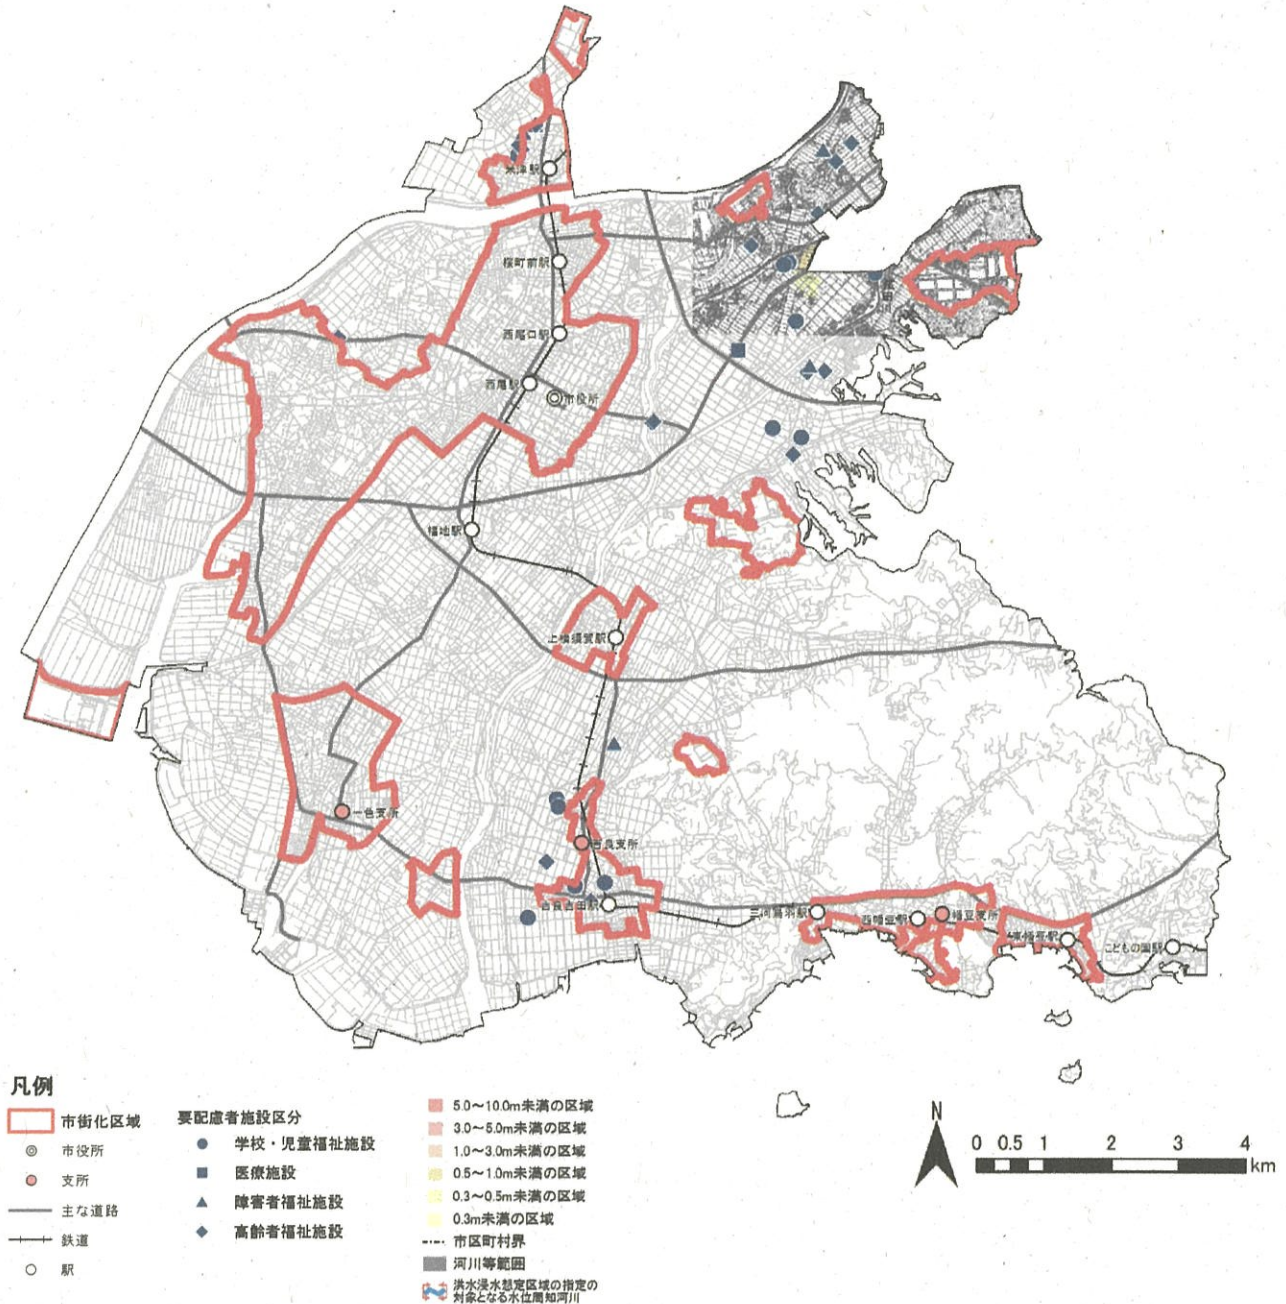 米津駅
桜町前駅
西尾口駅
西尾駅
市役所
福地駅
上横須賀駅
一色支所
吉良支所
吉良吉田駅
三河鳥羽駅
西幡豆駅
幡豆支所
東幡豆駅
こどもの国駅
凡例
市街化区域
市役所
支所
主な道路
鉄道
駅
要配慮者施設区分
学校・児童福祉施設
医療施設
障害者福祉施設
高齢者福祉施設
5.0～10.0m未満の区域
3.0～5.0m未満の区域
1.0～3.0m未満の区域
0.5～1.0m未満の区域
0.3～0.5m未満の区域
0.3m未満の区域
市区町村界
河川等範囲
洪水浸水想定区域の指定の
対象となる水位周知河川
N
0 0.5 1 2 3 4
km